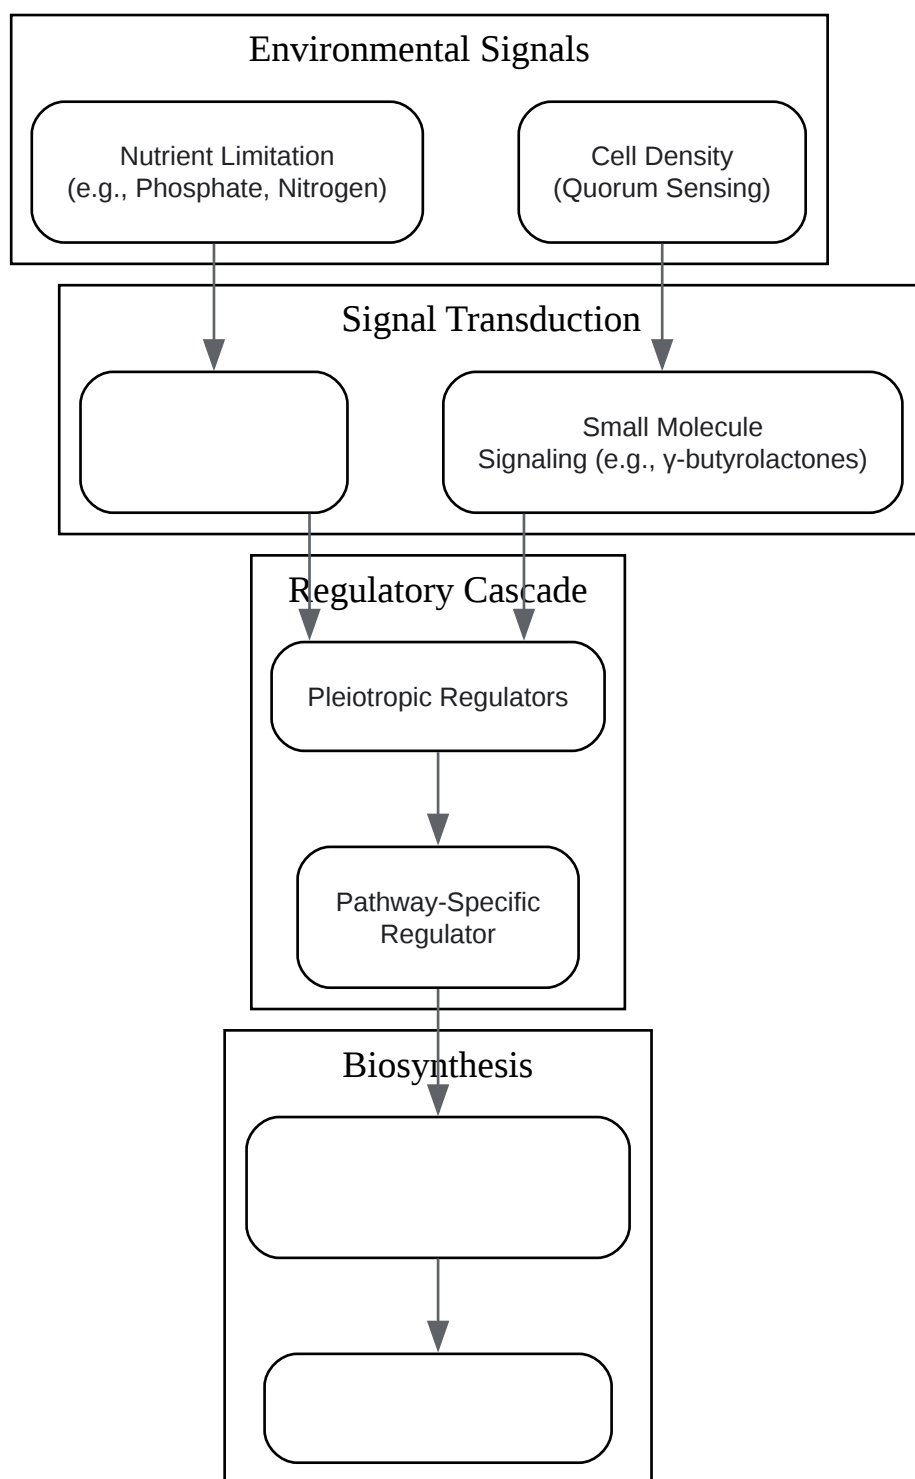 Environmental Signals
Nutrient Limitation
(e.g., Phosphate, Nitrogen)
Cell Density
(Quorum Sensing)
Signal Transduction
Small Molecule
Signaling (e.g., γ-butyrolactones)
Regulatory Cascade
Pleiotropic Regulators
Pathway-Specific
Regulator
Biosynthesis